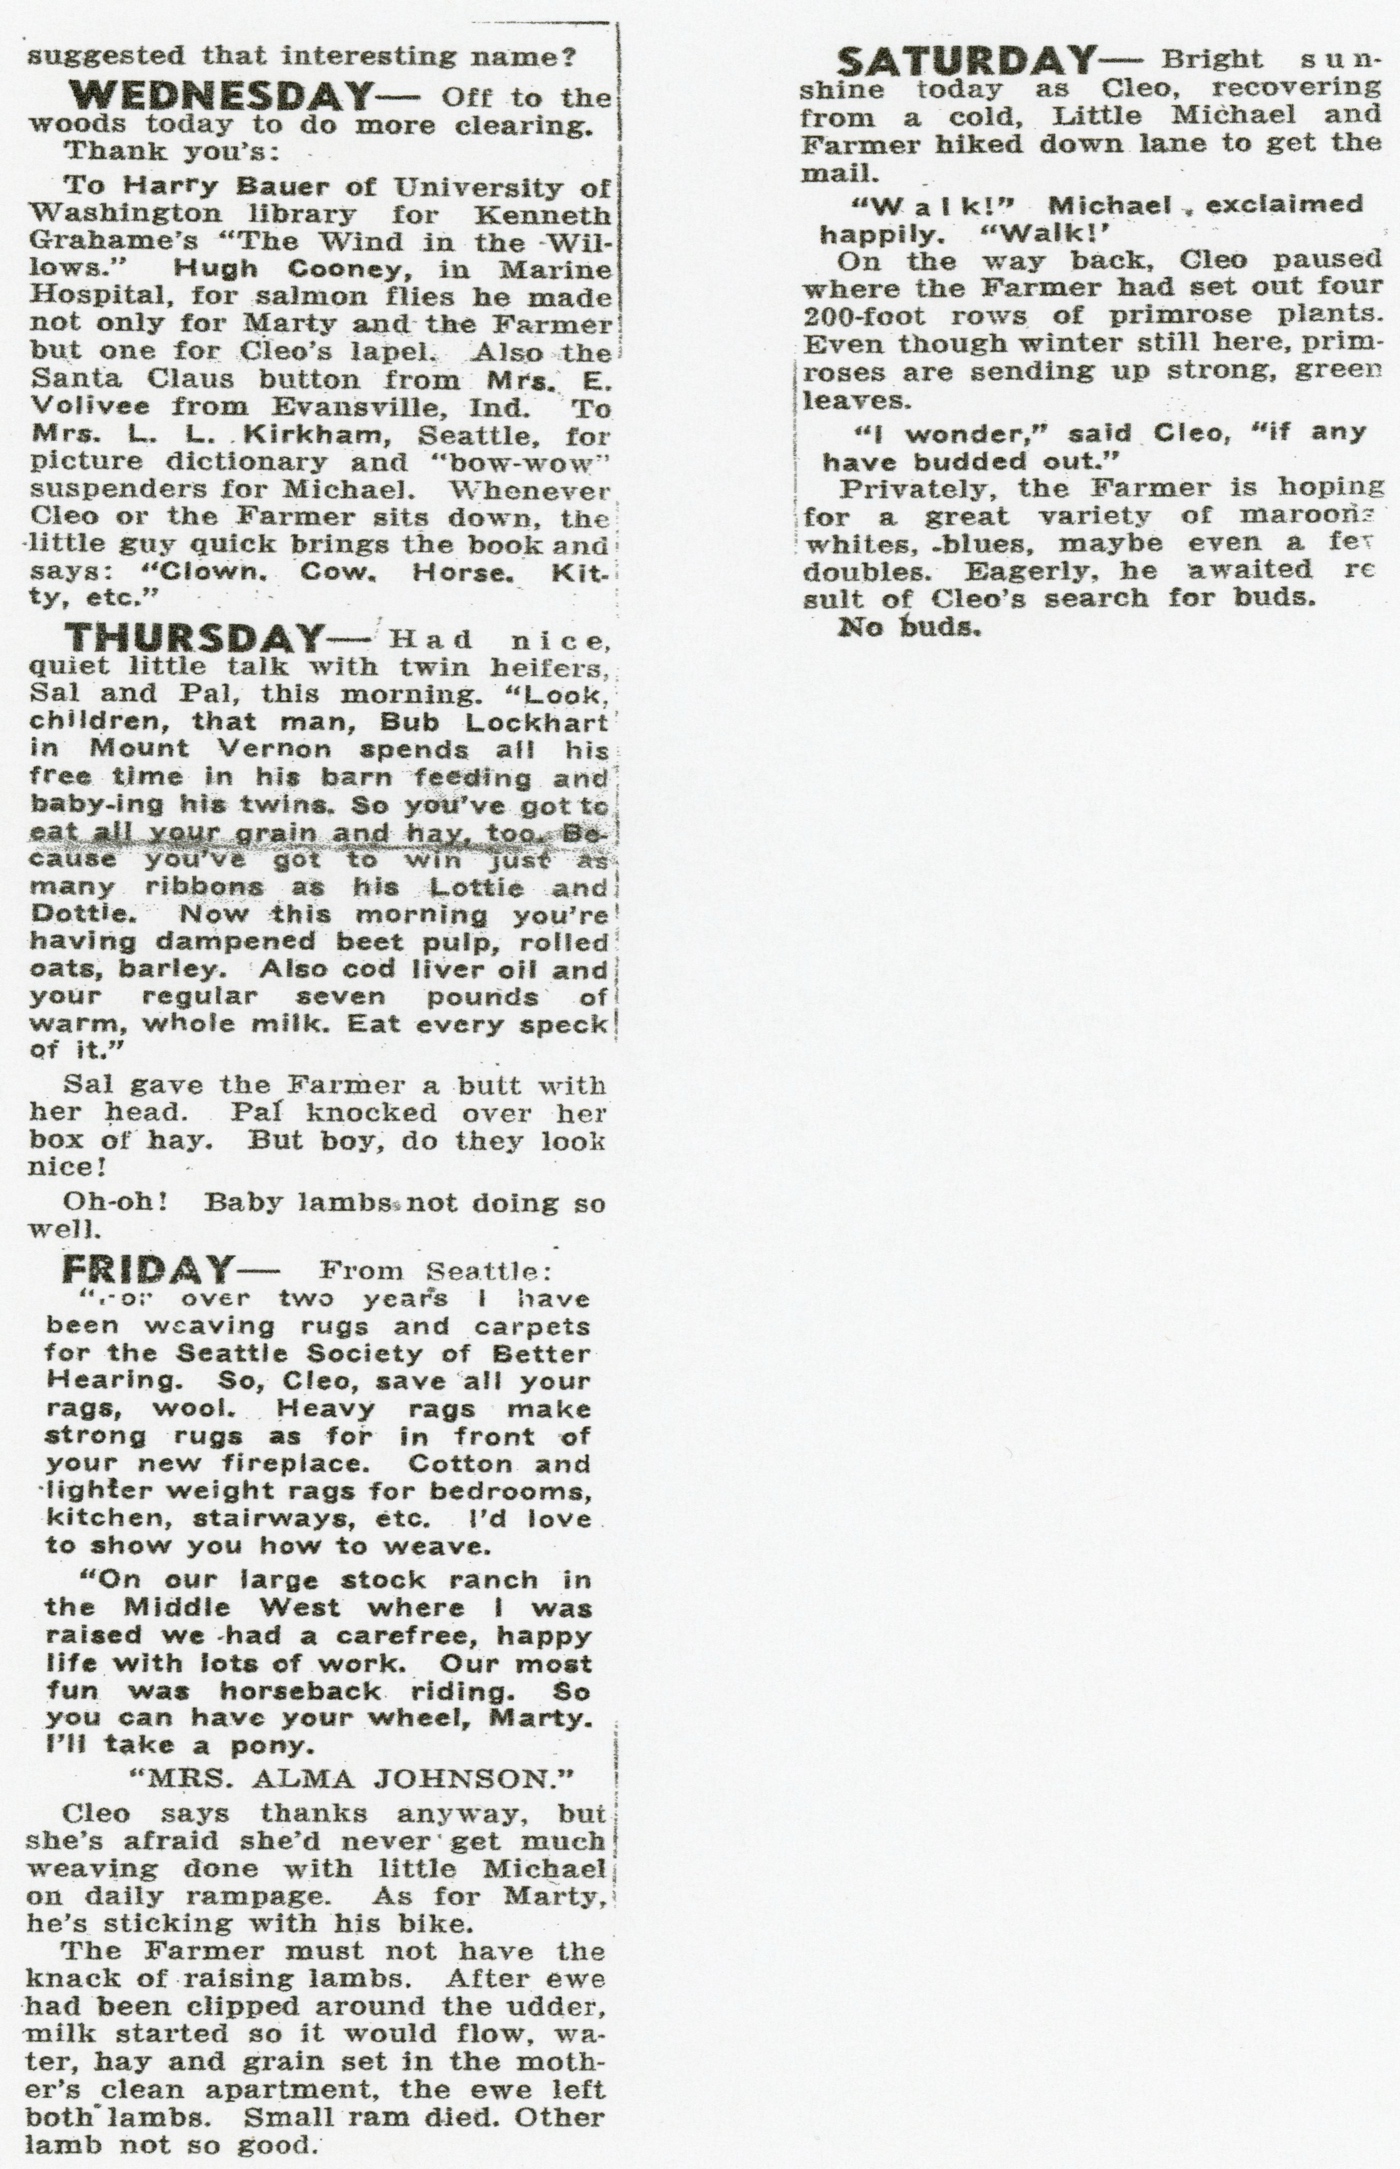 suggested that interesting name?
WEDNESDAY— Off to the
woods today to do more clearing.
Thank you's:
To Harry Bauer of University of
Washington library for Kenneth
Grahame's "The Wind in the Wil-
lows." Hugh Cooney, in Marine
Hospital, for salmon flies he made
not only for Marty and the Farmer
but one for Cleo's lapel. Also the
Santa Claus button from Mrs. E.
Volivee from Evansville, Ind. To
Mrs. L. L. Kirkham, Seattle, for
picture dictionary and "bow-wow"
suspenders for Michael. Whenever
Cleo or the Farmer sits down, the
little guy quick brings the book and
says: "Clown. Cow. Horse. Kit-
ty, etc."
THURSDAY— Had nice,
quiet little talk with twin heifers,
Sal and Pal, this morning. "Look,
children, that man, Bub Lockhart
in Mount Vernon spends all his
free time in his barn feeding and
baby-ing his twins. So you've got to
eat all your grain and hay, too. Be-
cause you've got to win just as
many ribbons as his Lottie and
Dottie. Now this morning you're
having dampened beet pulp, rolled
oats, barley. Also cod liver oil and
your regular seven pounds of
warm, whole milk. Eat every speck
of it."
Sal gave the Farmer a butt with
her head. Pal knocked over her
box of hay. But boy, do they look
nice!
Oh-oh! Baby lambs not doing so
well.
FRIDAY— From Seattle:
"For over two years I have
been weaving rugs and carpets
for the Seattle Society of Better
Hearing. So, Cleo, save all your
rags, wool. Heavy rags make
strong rugs as for in front of
your new fireplace. Cotton and
lighter weight rags for bedrooms,
kitchen, stairways, etc. I'd love
to show you how to weave.
"On our large stock ranch in
the Middle West where I was
raised we had a carefree, happy
life with lots of work. Our most
fun was horseback riding. So
you can have your wheel, Marty.
I'll take a pony.
"MRS. ALMA JOHNSON."
Cleo says thanks anyway, but
she's afraid she'd never get much
weaving done with little Michael
on daily rampage. As for Marty,
he's sticking with his bike.
The Farmer must not have the
knack of raising lambs. After ewe
had been clipped around the udder,
milk started so it would flow, wa-
ter, hay and grain set in the moth-
er's clean apartment, the ewe left
both lambs. Small ram died. Other
lamb not so good.
SATURDAY— Bright sun-
shine today as Cleo, recovering
from a cold, Little Michael and
Farmer hiked down lane to get the
mail.
"Walk!" Michael exclaimed
happily. "Walk!'
On the way back, Cleo paused
where the Farmer had set out four
200-foot rows of primrose plants.
Even though winter still here, prim-
roses are sending up strong, green
leaves.
"I wonder," said Cleo, "if any
have budded out."
Privately, the Farmer is hoping
for a great variety of maroons
whites, blues, maybe even a few
doubles. Eagerly, he awaited re
sult of Cleo's search for buds.
No buds.